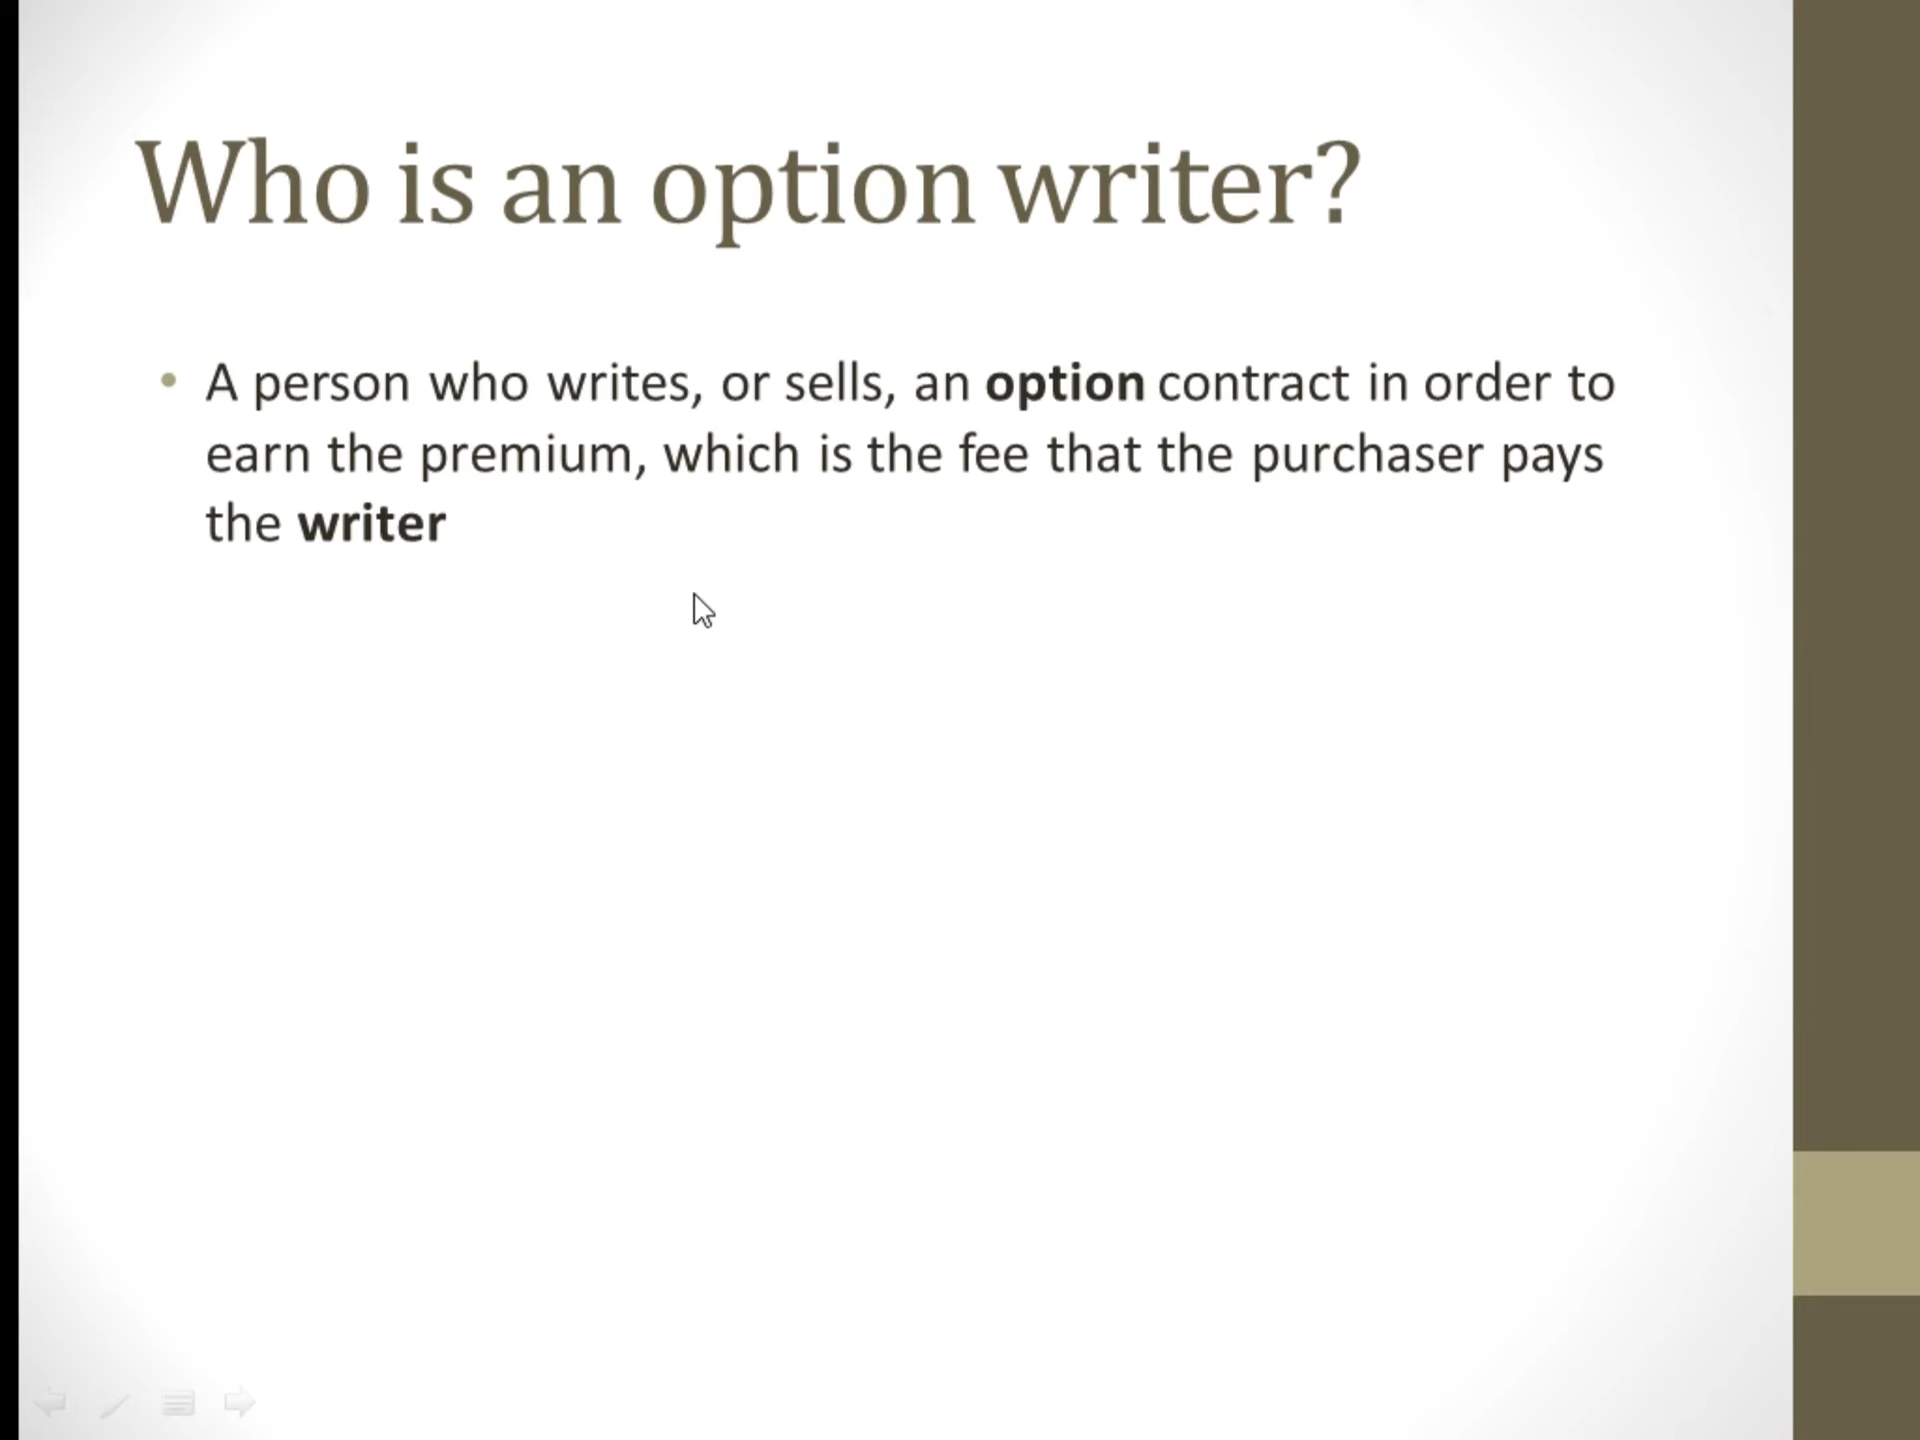 Who is an option writer?
• A person who writes, or sells, an option contract in order to
earn the premium, which is the fee that the purchaser pays
the writer